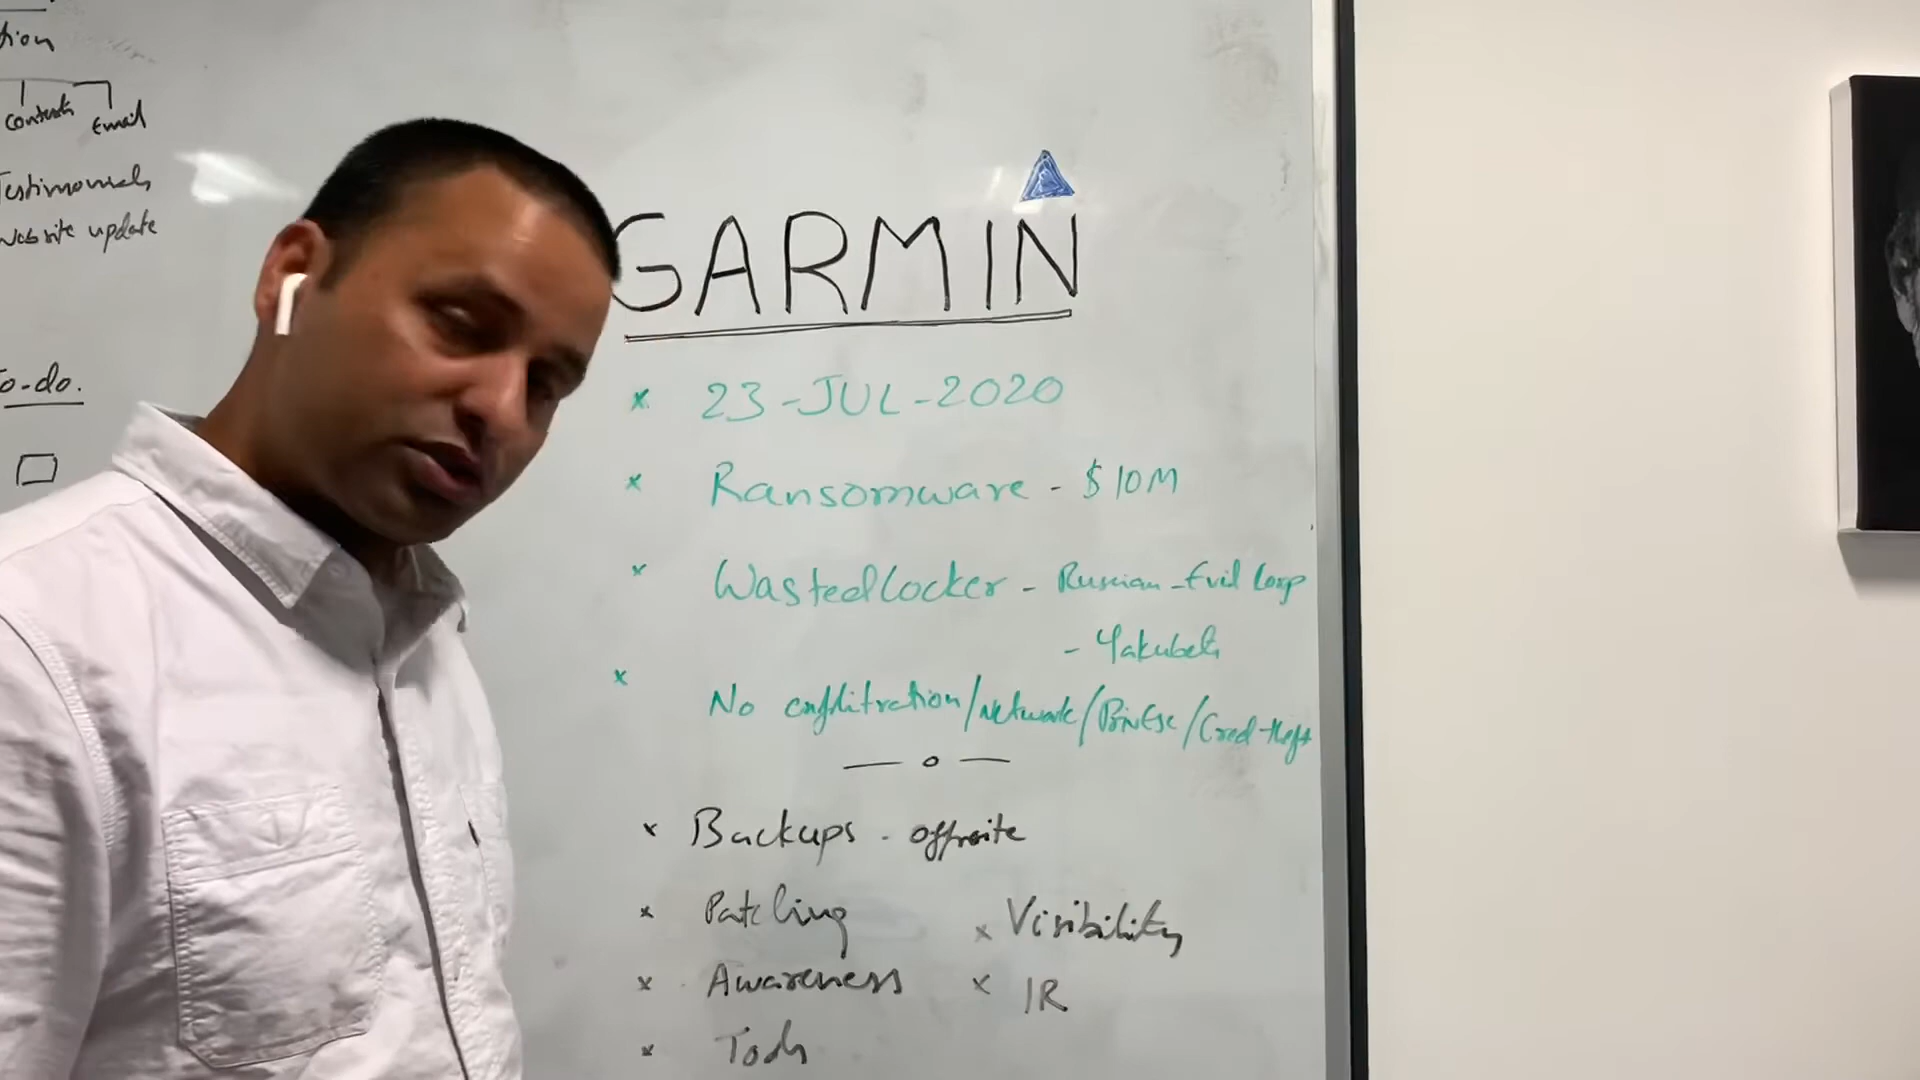 tion
Content Email
Testimonials
Website update
To-do.
GARMIN
x 23-JUL-2020
x Ransomware - $10M
x Wastedlocker - Russian - Evil Corp
- Yakubets
x No exfiltration/Network/PrivEsc/Cred theft
x Backups - offsite
x Patching x Visibility
x Awareness x IR
x Tools